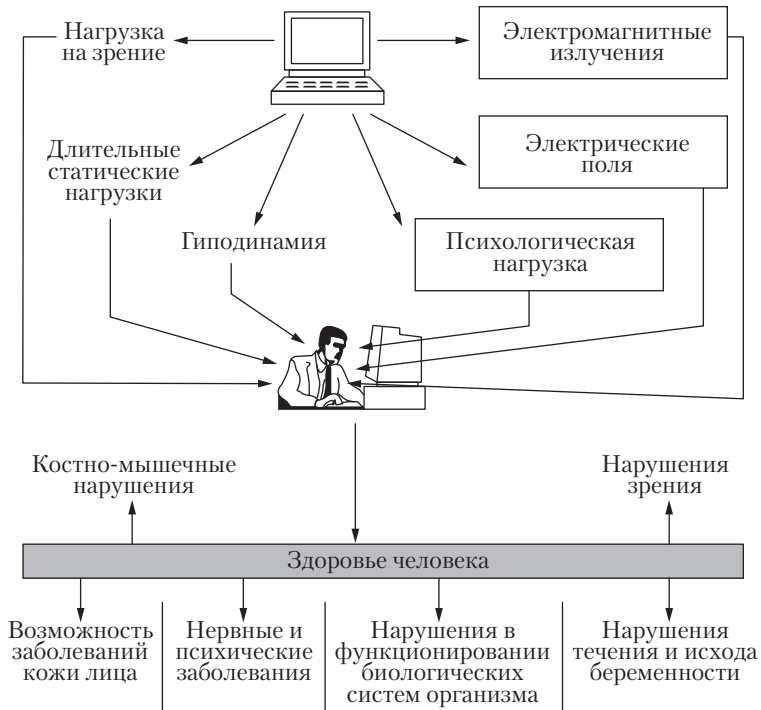 Нагрузка
на зрение
Электромагнитные
излучения
Длительные
статические
нагрузки
Электрические
поля
Гиподинамия
Психологическая
нагрузка
Костно-мышечные
нарушения
Нарушения
зрения
Здоровье человека
Возможность
заболеваний
кожи лица
Нервные и
психические
заболевания
Нарушения в
функционировании
биологических
систем организма
Нарушения
течения и исхода
беременности